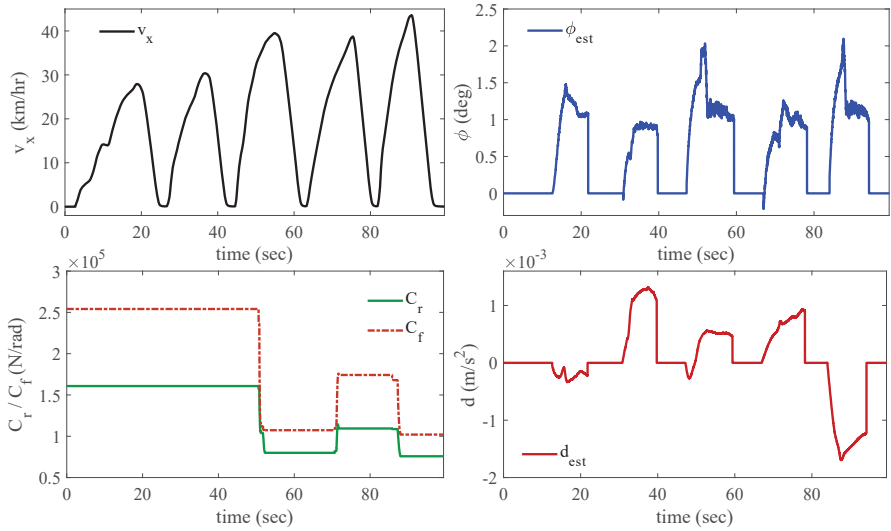 v_x
v_x (km/hr)
40
30
20
10
0
0 20 40 60 80
time (sec)
ϕ_est
ϕ (deg)
2.5
2
1.5
1
0.5
0
0 20 40 60 80
time (sec)
×10^5
C_r
C_f
C_r / C_f (N/rad)
3
2.5
2
1.5
1
0.5
0 20 40 60 80
time (sec)
×10^-3
d_est
d (m/s^2)
1
0
-1
-2
0 20 40 60 80
time (sec)